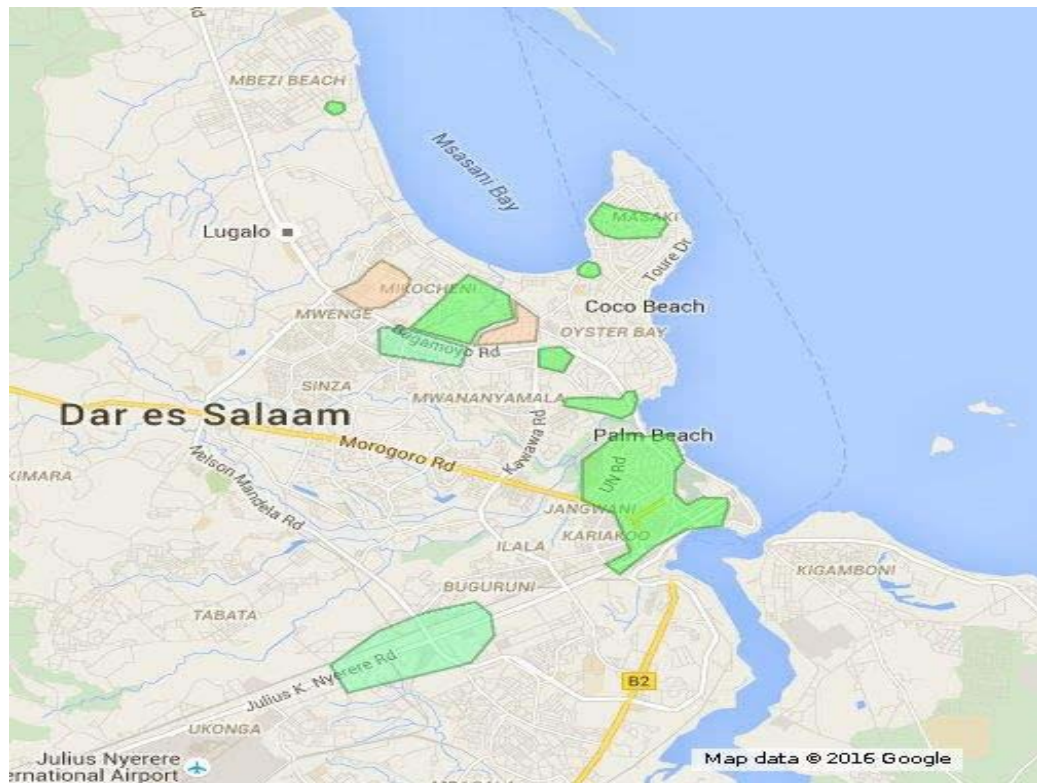 Rd
MBEZI BEACH
Msasani Bay
MASAKI
Lugalo
Toure Dr
MIKOCHENI
Coco Beach
MWENGE
OYSTER BAY
Bagamoyo Rd
SINZA
MWANANYAMALA
Dar es Salaam
Palm Beach
Morogoro Rd
Kawawa Rd
UN Rd
KIMARA
Nelson Mandela Rd
JANGWANI
KARIAKOO
ILALA
KIGAMBONI
BUGURUNI
TABATA
Julius K. Nyerere Rd
B2
UKONGA
Julius Nyerere
ernational Airport
Map data © 2016 Google